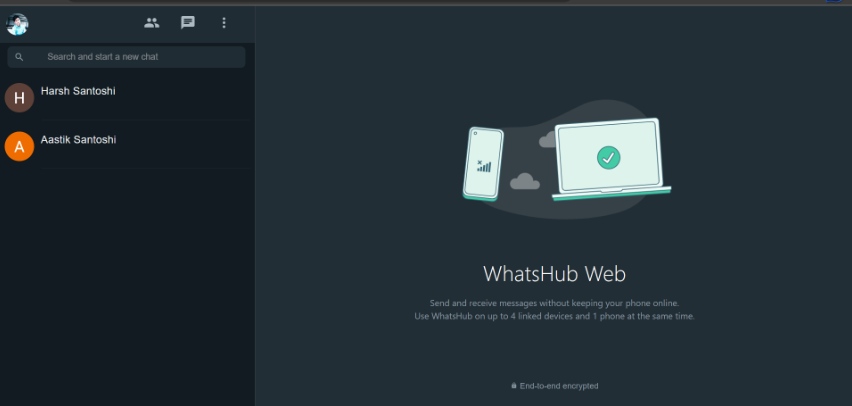 Search and start a new chat
H
Harsh Santoshi
A
Aastik Santoshi
WhatsHub Web
Send and receive messages without keeping your phone online.
Use WhatsHub on up to 4 linked devices and 1 phone at the same time.
End-to-end encrypted